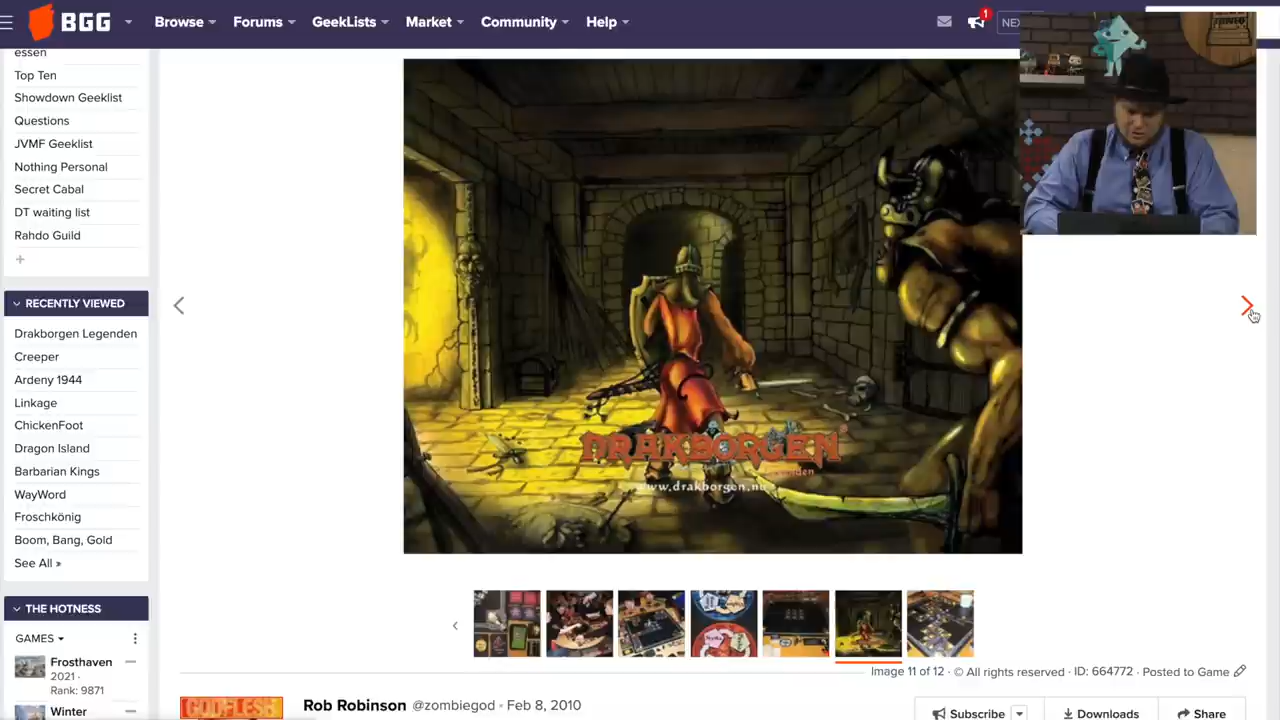 BGG
Browse
Forums
GeekLists
Market
Community
Help
1
NEX
essen
Top Ten
Showdown Geeklist
Questions
JVMF Geeklist
Nothing Personal
Secret Cabal
DT waiting list
Rahdo Guild
RECENTLY VIEWED
Drakborgen Legenden
Creeper
Ardeny 1944
Linkage
ChickenFoot
Dragon Island
Barbarian Kings
WayWord
Froschkönig
Boom, Bang, Gold
See All »
THE HOTNESS
GAMES
Frosthaven
2021 ·
Rank: 9871
Winter
DRAKBORGEN
www.drakborgen.nu
Image 11 of 12 · © All rights reserved · ID: 664772 · Posted to Game
GODFLESH
Rob Robinson @zombiegod · Feb 8, 2010
Subscribe
Downloads
Share